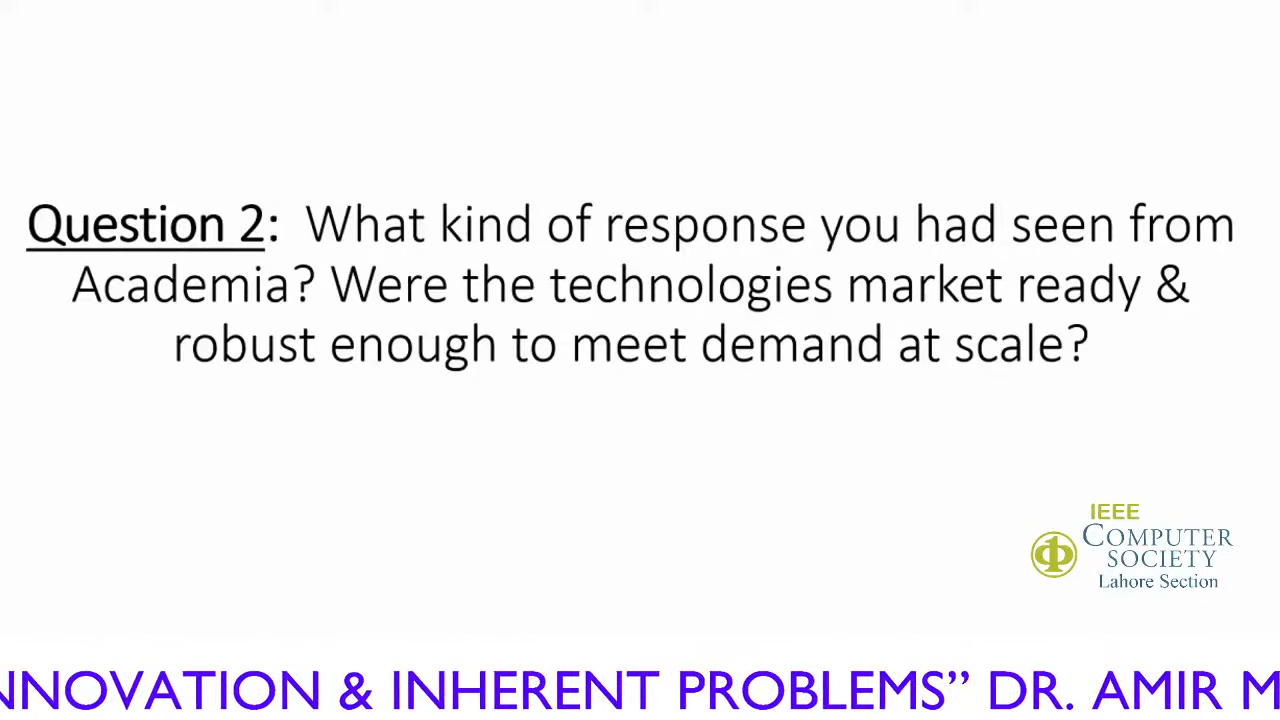 Question 2: What kind of response you had seen from
Academia? Were the technologies market ready &
robust enough to meet demand at scale?
IEEE
COMPUTER
SOCIETY
Lahore Section
& INHERENT PROBLEMS” DR. AMIR